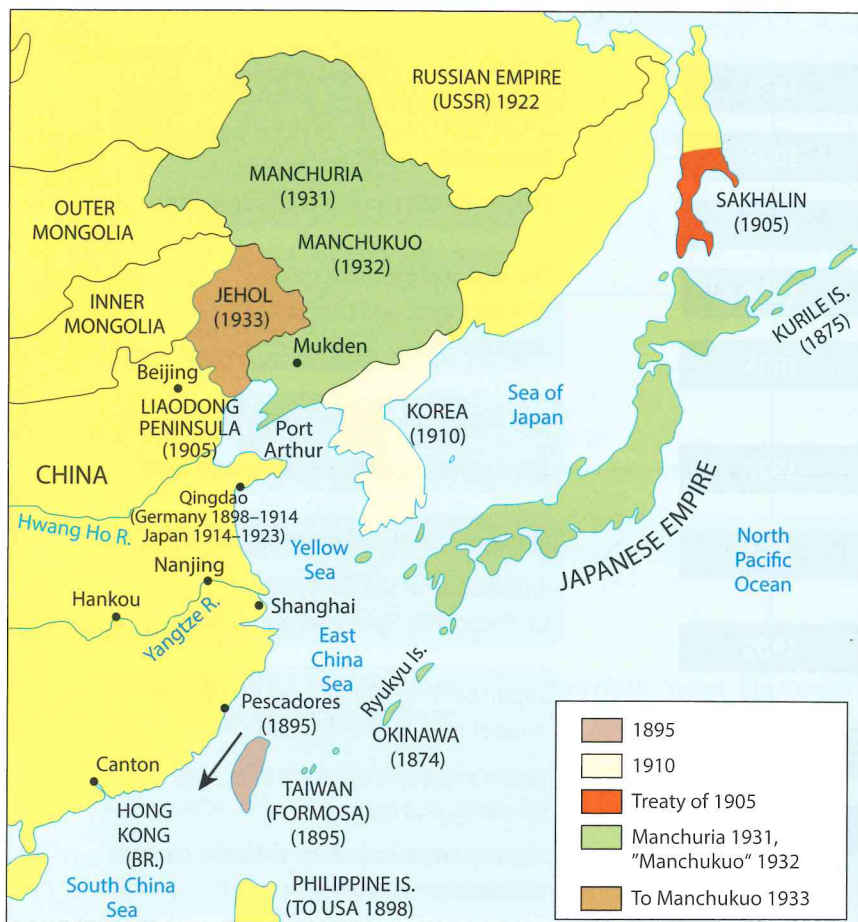 RUSSIAN EMPIRE
(USSR) 1922
MANCHURIA
(1931)
SAKHALIN
(1905)
OUTER
MONGOLIA
MANCHUKUO
(1932)
JEHOL
(1933)
INNER
MONGOLIA
KURILE IS.
(1875)
Mukden
Beijing
Sea of
Japan
LIAODONG
PENINSULA
(1905)
Port
Arthur
KOREA
(1910)
CHINA
Qingdao
(Germany 1898–1914
Japan 1914–1923)
Hwang Ho R.
JAPANESE EMPIRE
North
Pacific
Ocean
Yellow
Sea
Nanjing
Hankou
Shanghai
Yangtze R.
East
China
Sea
Ryukyu Is.
Pescadores
(1895)
OKINAWA
(1874)
Canton
TAIWAN
(FORMOSA)
(1895)
HONG
KONG
(BR.)
South China
Sea
PHILIPPINE IS.
(TO USA 1898)
1895
1910
Treaty of 1905
Manchuria 1931,
"Manchukuo“ 1932
To Manchukuo 1933